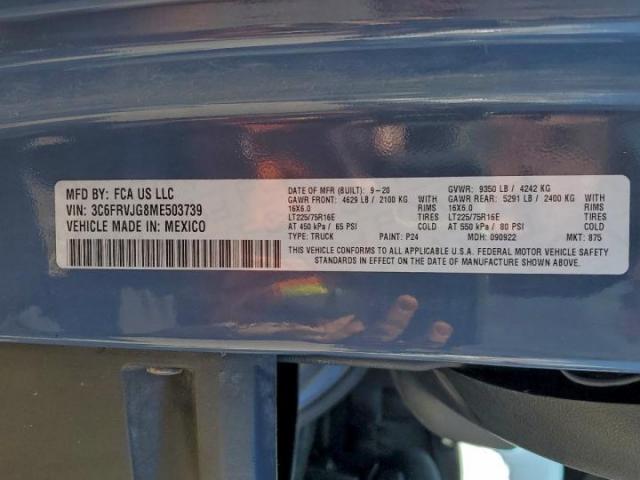 MFD BY: FCA US LLC
VIN: 3C6FRVJG8ME503739
VEHICLE MADE IN: MEXICO
DATE OF MFR (BUILT): 9-20 GVWR: 9350 LB / 4242 KG
GAWR FRONT: 4629 LB / 2100 KG GAWR REAR: 5291 LB / 2400 KG
16X6.0 RIMS 16X6.0 RIMS
LT225/75R16E TIRES LT225/75R16E TIRES
AT 450 kPa / 65 PSI COLD AT 550 kPa / 80 PSI COLD
TYPE: TRUCK PAINT: P24 MDH: 090922 MKT: 875
THIS VEHICLE CONFORMS TO ALL APPLICABLE U.S.A. FEDERAL MOTOR VEHICLE SAFETY
STANDARDS IN EFFECT ON THE DATE OF MANUFACTURE SHOWN ABOVE.